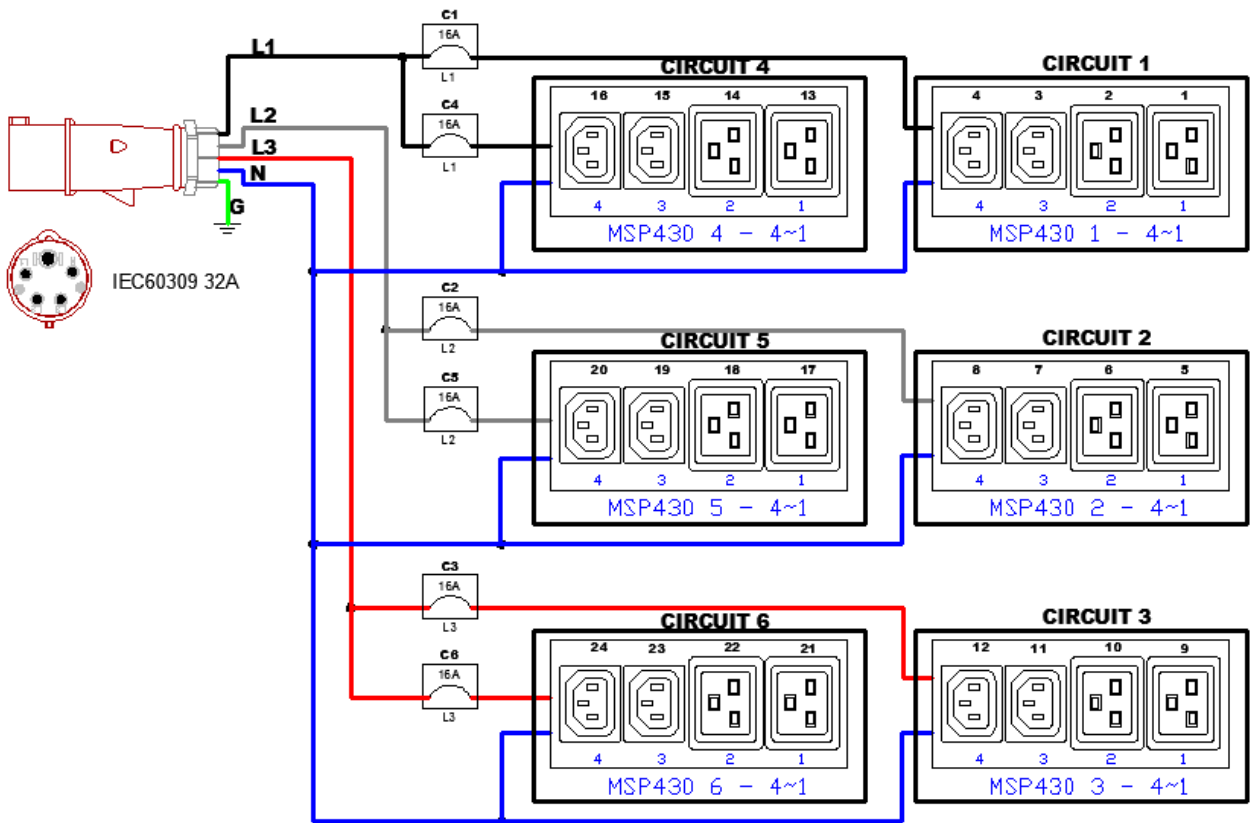 C1
16A
L1
L1
CIRCUIT 4
CIRCUIT 1
C4
16A
L1
16 15 14 13
4 3 2 1
L2
L3
N
G
4 3 2 1
4 3 2 1
MSP430 4 - 4~1
MSP430 1 - 4~1
IEC60309 32A
C2
16A
L2
CIRCUIT 5
CIRCUIT 2
C5
16A
L2
20 19 18 17
8 7 6 5
4 3 2 1
4 3 2 1
MSP430 5 - 4~1
MSP430 2 - 4~1
C3
16A
L3
CIRCUIT 6
CIRCUIT 3
C6
16A
L3
24 23 22 21
12 11 10 9
4 3 2 1
4 3 2 1
MSP430 6 - 4~1
MSP430 3 - 4~1